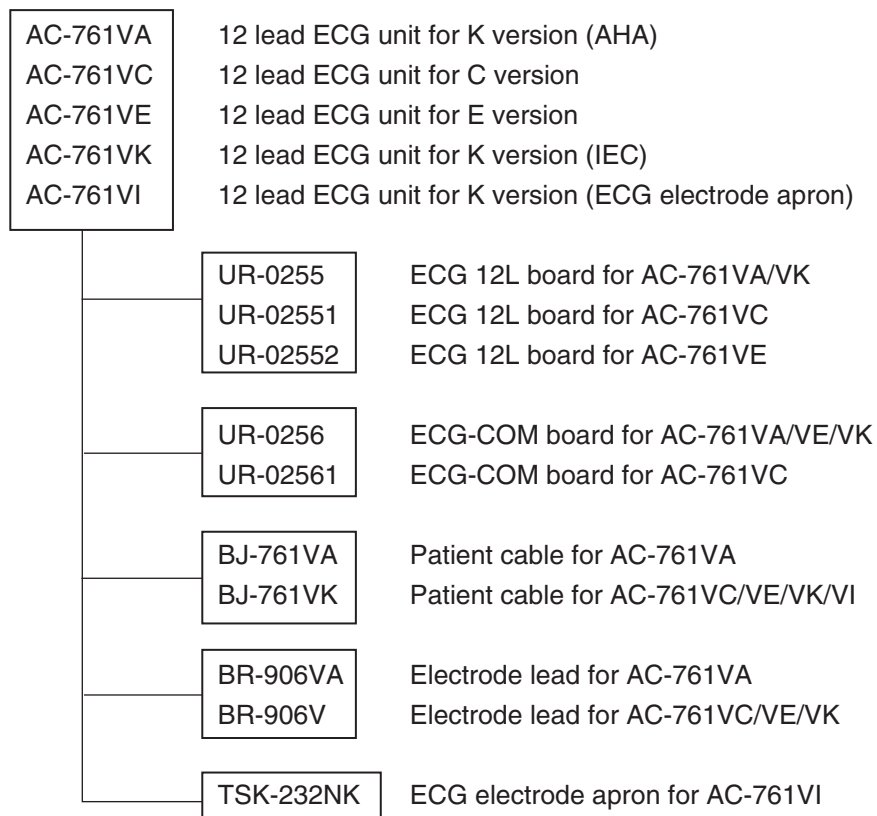 AC-761VA 12 lead ECG unit for K version (AHA)
AC-761VC 12 lead ECG unit for C version
AC-761VE 12 lead ECG unit for E version
AC-761VK 12 lead ECG unit for K version (IEC)
AC-761VI 12 lead ECG unit for K version (ECG electrode apron)
UR-0255 ECG 12L board for AC-761VA/VK
UR-02551 ECG 12L board for AC-761VC
UR-02552 ECG 12L board for AC-761VE
UR-0256 ECG-COM board for AC-761VA/VE/VK
UR-02561 ECG-COM board for AC-761VC
BJ-761VA Patient cable for AC-761VA
BJ-761VK Patient cable for AC-761VC/VE/VK/VI
BR-906VA Electrode lead for AC-761VA
BR-906V Electrode lead for AC-761VC/VE/VK
TSK-232NK ECG electrode apron for AC-761VI